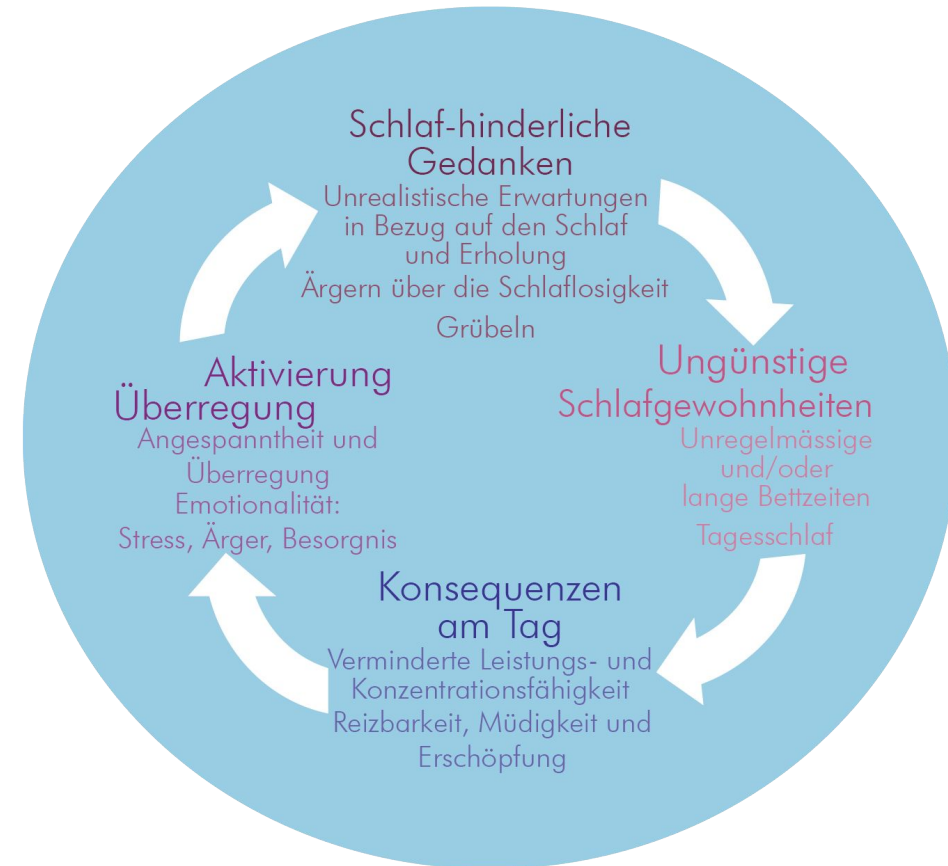 Schlaf-hinderliche
Gedanken
Unrealistische Erwartungen
in Bezug auf den Schlaf
und Erholung
Ärgern über die Schlaflosigkeit
Grübeln
Ungünstige
Schlafgewohnheiten
Unregelmässige
und/oder
lange Bettzeiten
Tagesschlaf
Konsequenzen
am Tag
Verminderte Leistungs- und
Konzentrationsfähigkeit
Reizbarkeit, Müdigkeit und
Erschöpfung
Aktivierung
Überregung
Angespanntheit und
Überregung
Emotionalität:
Stress, Ärger, Besorgnis